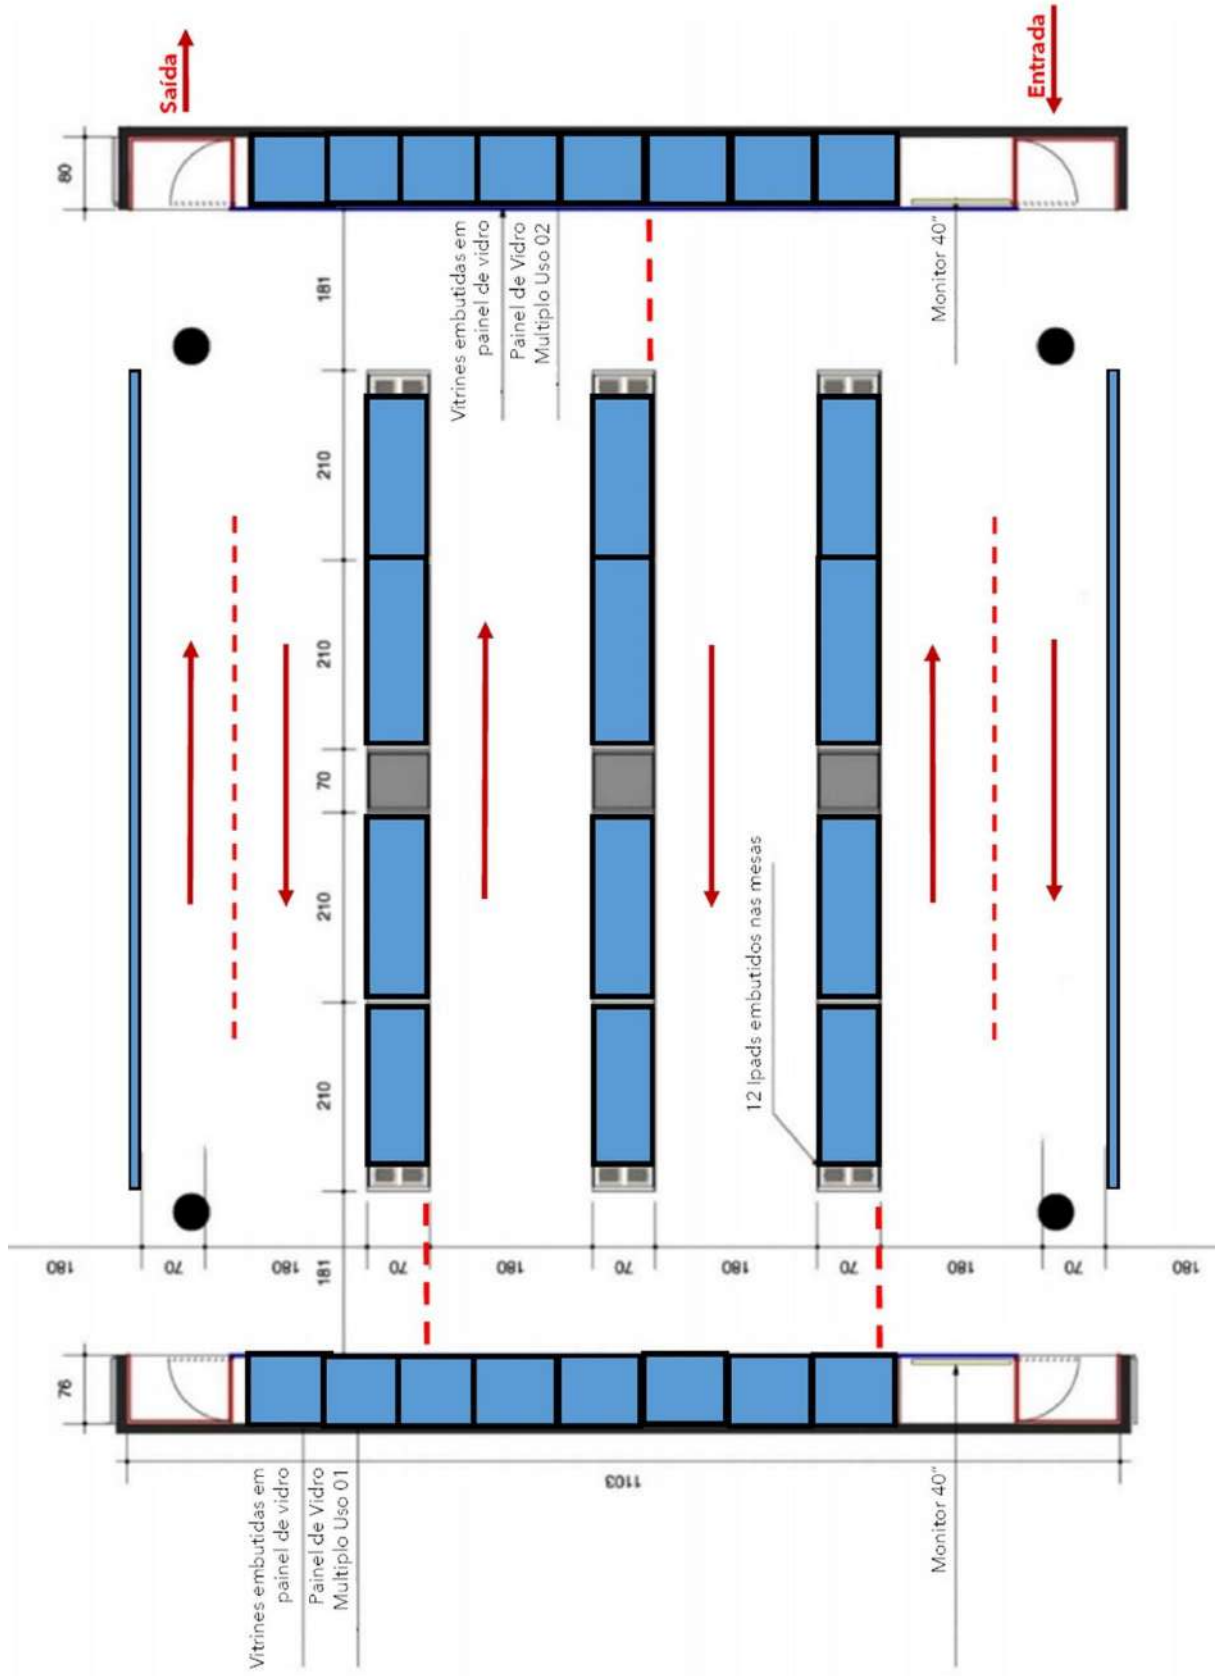 76
180
80
70
Saída
180
Vitrines embutidas em
painel de vidro
Painel de Vidro
Multiplo Uso 01
181
210
210
70
210
210
181
70
Vitrines embutidas em
painel de vidro
Painel de Vidro
Multiplo Uso 02
180
70
1103
180
12 Ipads embutidos nas mesas
70
Monitor 40"
180
Monitor 40"
70
Entrada
180